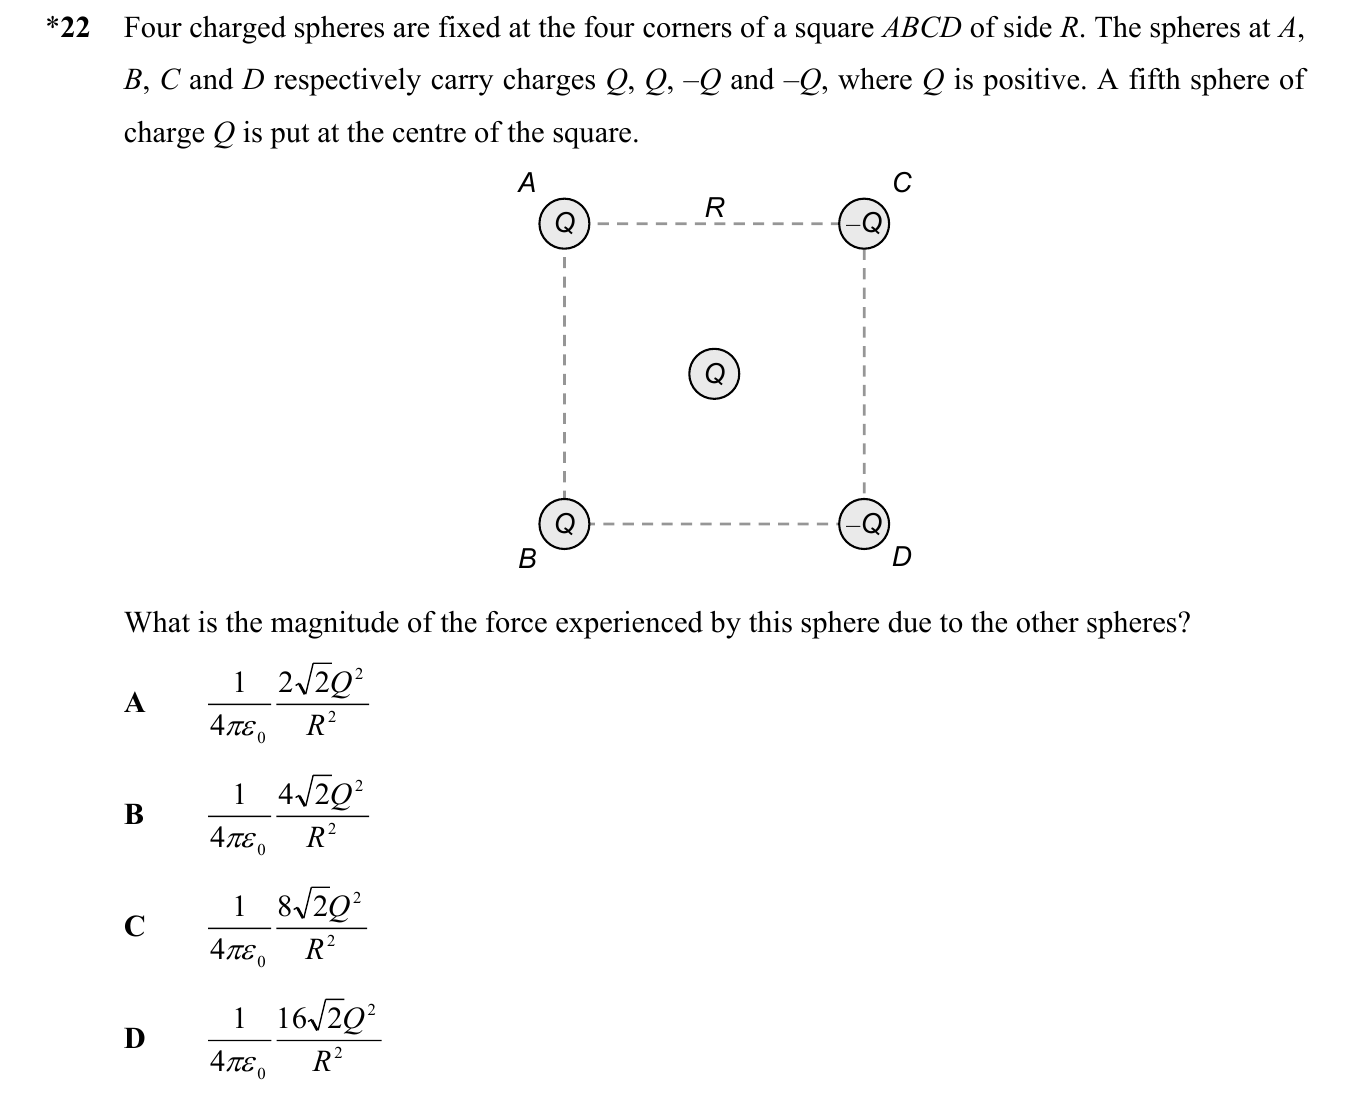 *22 Four charged spheres are fixed at the four corners of a square ABCD of side R. The spheres at A,
B, C and D respectively carry charges Q, Q, –Q and –Q, where Q is positive. A fifth sphere of
charge Q is put at the centre of the square.
A C
R
Q –Q
Q
Q –Q
B D
What is the magnitude of the force experienced by this sphere due to the other spheres?
A 1/(4πε₀) 2√2Q²/R²
B 1/(4πε₀) 4√2Q²/R²
C 1/(4πε₀) 8√2Q²/R²
D 1/(4πε₀) 16√2Q²/R²